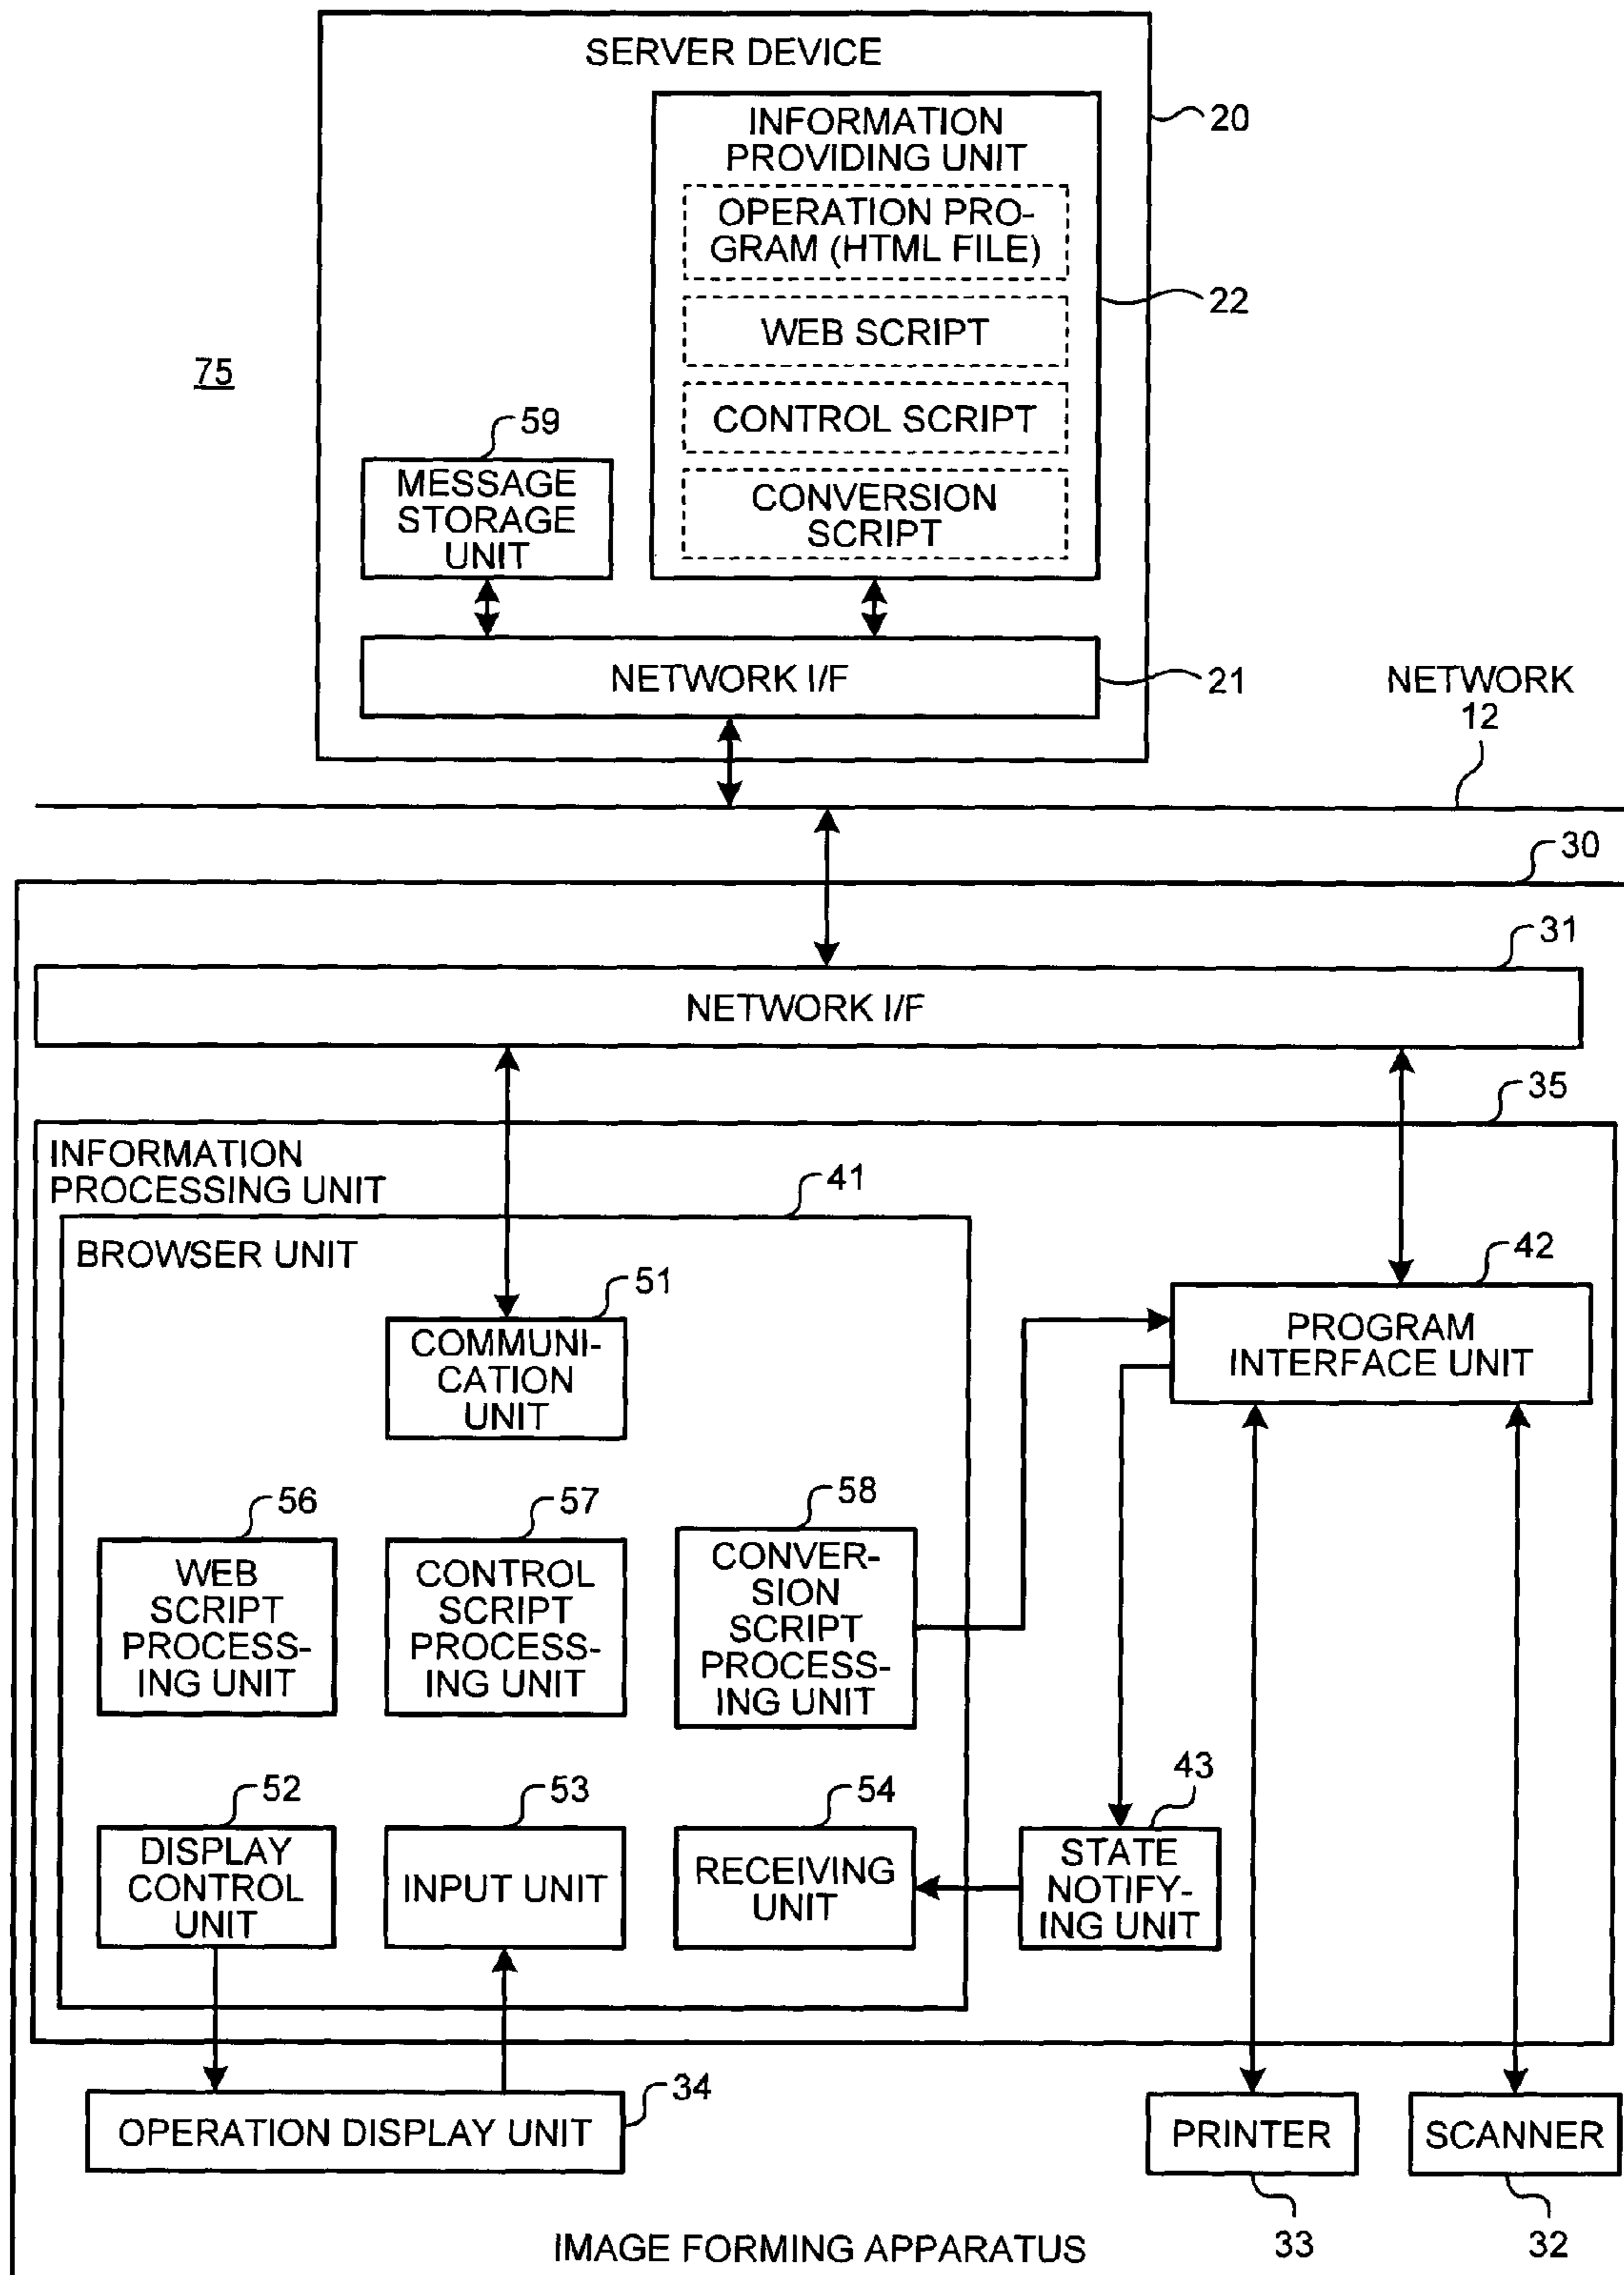 SERVER DEVICE
20
INFORMATION
PROVIDING UNIT
OPERATION PRO-
GRAM (HTML FILE)
22
WEB SCRIPT
75
CONTROL SCRIPT
59
MESSAGE
STORAGE
UNIT
CONVERSION
SCRIPT
NETWORK I/F
21
NETWORK
12
30
31
NETWORK I/F
35
INFORMATION
PROCESSING UNIT
41
BROWSER UNIT
42
51
COMMUNI-
CATION
UNIT
PROGRAM
INTERFACE UNIT
56
WEB
SCRIPT
PROCESS-
ING UNIT
57
CONTROL
SCRIPT
PROCESS-
ING UNIT
58
CONVER-
SION
SCRIPT
PROCESS-
ING UNIT
52
DISPLAY
CONTROL
UNIT
53
INPUT UNIT
54
RECEIVING
UNIT
43
STATE
NOTIFY-
ING UNIT
34
OPERATION DISPLAY UNIT
PRINTER
SCANNER
33
32
IMAGE FORMING APPARATUS